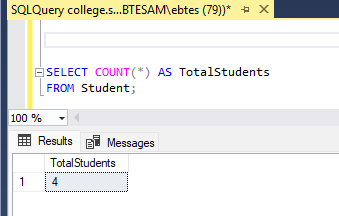 SQLQuery college.s...BTESAM\ebtes (79))*
SELECT COUNT(*) AS TotalStudents
FROM Student;
100 %
Results Messages
TotalStudents
1 4